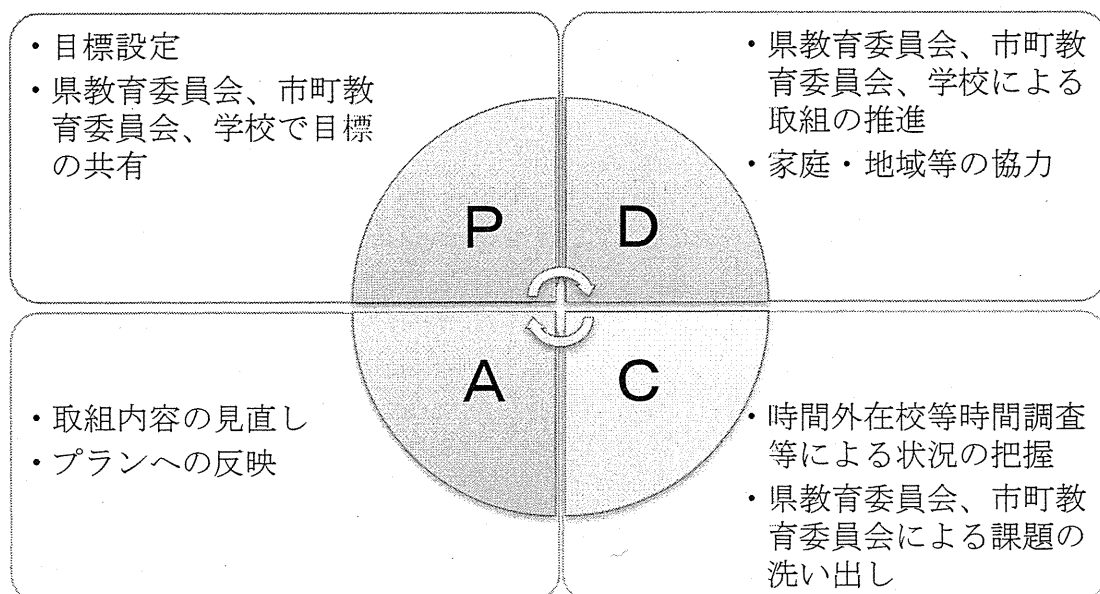 ・目標設定
・県教育委員会、市町教
育委員会、学校で目標
の共有
・県教育委員会、市町教
育委員会、学校による
取組の推進
・家庭・地域等の協力
P
D
A
C
・取組内容の見直し
・プランへの反映
・時間外在校等時間調査
等による状況の把握
・県教育委員会、市町教
育委員会による課題の
洗い出し